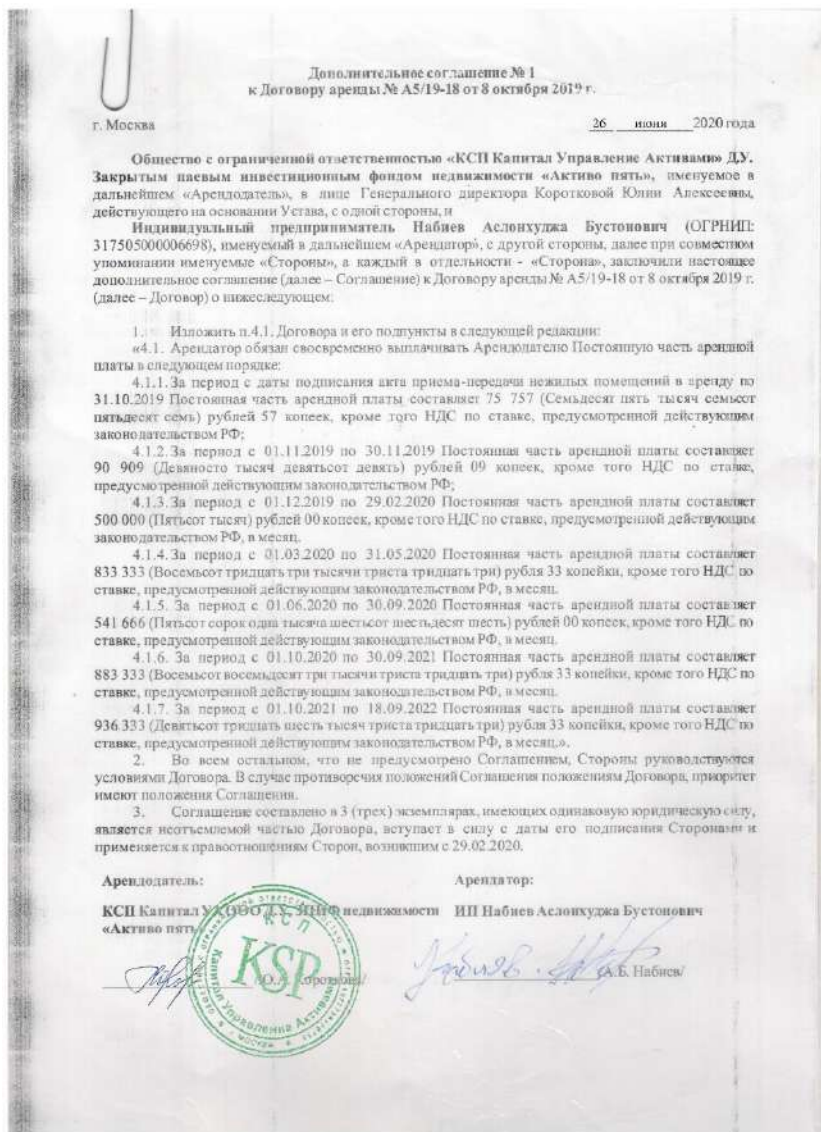 Дополнительное соглашение № 1
к Договору аренды № А5/19-18 от 8 октября 2019 г.
г. Москва 26 июня 2020 года
Общество с ограниченной ответственностью «КСП Капитал Управление Активами» Д.У.
Закрытым паевым инвестиционным фондом недвижимости «Активо пять», именуемое в
дальнейшем «Арендодатель», в лице Генерального директора Коротковой Юлии Алексеевны,
действующего на основании Устава, с одной стороны, и
Индивидуальный предприниматель Набиев Аслонхуджа Бустонович (ОГРНИП:
317505000006698), именуемый в дальнейшем «Арендатор», с другой стороны, далее при совместном
упоминании именуемые «Стороны», а каждый в отдельности - «Сторона», заключили настоящее
дополнительное соглашение (далее – Соглашение) к Договору аренды № А5/19-18 от 8 октября 2019 г.
(далее – Договор) о нижеследующем:
1. Изложить п.4.1. Договора и его подпункты в следующей редакции:
«4.1. Арендатор обязан своевременно выплачивать Арендодателю Постоянную часть арендной
платы в следующем порядке:
4.1.1. За период с даты подписания акта приема-передачи нежилых помещений в аренду по
31.10.2019 Постоянная часть арендной платы составляет 75 757 (Семьдесят пять тысяч семьсот
пятьдесят семь) рублей 57 копеек, кроме того НДС по ставке, предусмотренной действующим
законодательством РФ;
4.1.2. За период с 01.11.2019 по 30.11.2019 Постоянная часть арендной платы составляет
90 909 (Девяносто тысяч девятьсот девять) рублей 09 копеек, кроме того НДС по ставке,
предусмотренной действующим законодательством РФ;
4.1.3. За период с 01.12.2019 по 29.02.2020 Постоянная часть арендной платы составляет
500 000 (Пятьсот тысяч) рублей 00 копеек, кроме того НДС по ставке, предусмотренной действующим
законодательством РФ, в месяц.
4.1.4. За период с 01.03.2020 по 31.05.2020 Постоянная часть арендной платы составляет
833 333 (Восемьсот тридцать три тысячи триста тридцать три) рубля 33 копейки, кроме того НДС по
ставке, предусмотренной действующим законодательством РФ, в месяц.
4.1.5. За период с 01.06.2020 по 30.09.2020 Постоянная часть арендной платы составляет
541 666 (Пятьсот сорок одна тысяча шестьсот шестьдесят шесть) рублей 00 копеек, кроме того НДС по
ставке, предусмотренной действующим законодательством РФ, в месяц.
4.1.6. За период с 01.10.2020 по 30.09.2021 Постоянная часть арендной платы составляет
883 333 (Восемьсот восемьдесят три тысячи триста тридцать три) рубля 33 копейки, кроме того НДС по
ставке, предусмотренной действующим законодательством РФ, в месяц.
4.1.7. За период с 01.10.2021 по 18.09.2022 Постоянная часть арендной платы составляет
936 333 (Девятьсот тридцать шесть тысяч триста тридцать три) рубля 33 копейки, кроме того НДС по
ставке, предусмотренной действующим законодательством РФ, в месяц.».
2. Во всем остальном, что не предусмотрено Соглашением, Стороны руководствуются
условиями Договора. В случае противоречия положений Соглашения положениям Договора, приоритет
имеют положения Соглашения.
3. Соглашение составлено в 3 (трех) экземплярах, имеющих одинаковую юридическую силу,
является неотъемлемой частью Договора, вступает в силу с даты его подписания Сторонами и
применяется к правоотношениям Сторон, возникшим с 29.02.2020.
Арендодатель: Арендатор:
КСП Капитал Д.У. ЗПИФ недвижимости ИП Набиев Аслонхуджа Бустонович
«Активо пять»
/А.Б. Набиев/
КСП
KSP
Капитал Управление Активами